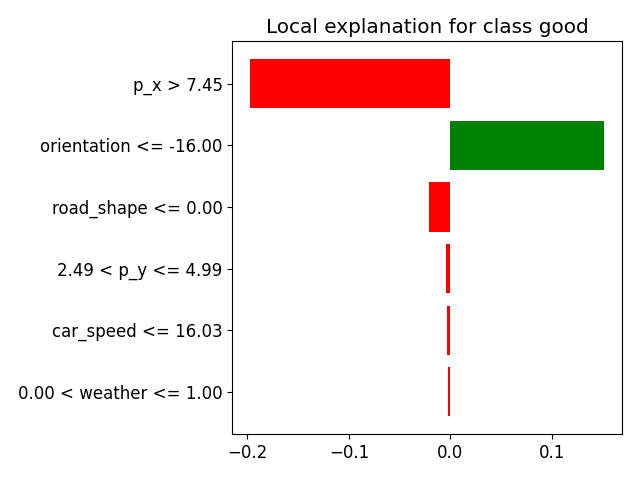 Local explanation for class good
p_x > 7.45
orientation <= -16.00
road_shape <= 0.00
2.49 < p_y <= 4.99
car_speed <= 16.03
0.00 < weather <= 1.00
−0.2 −0.1 0.0 0.1